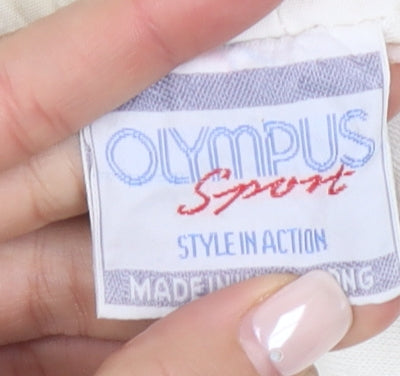 OLYMPUS
Sport
STYLE IN ACTION
MADE IN